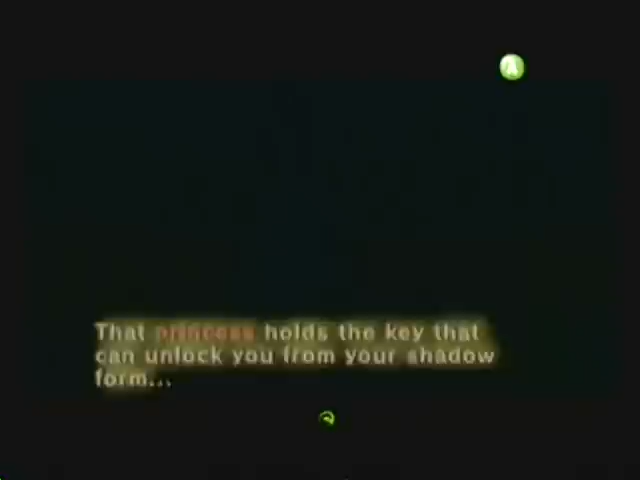 A
That princess holds the key that
can unlock you from your shadow
form...